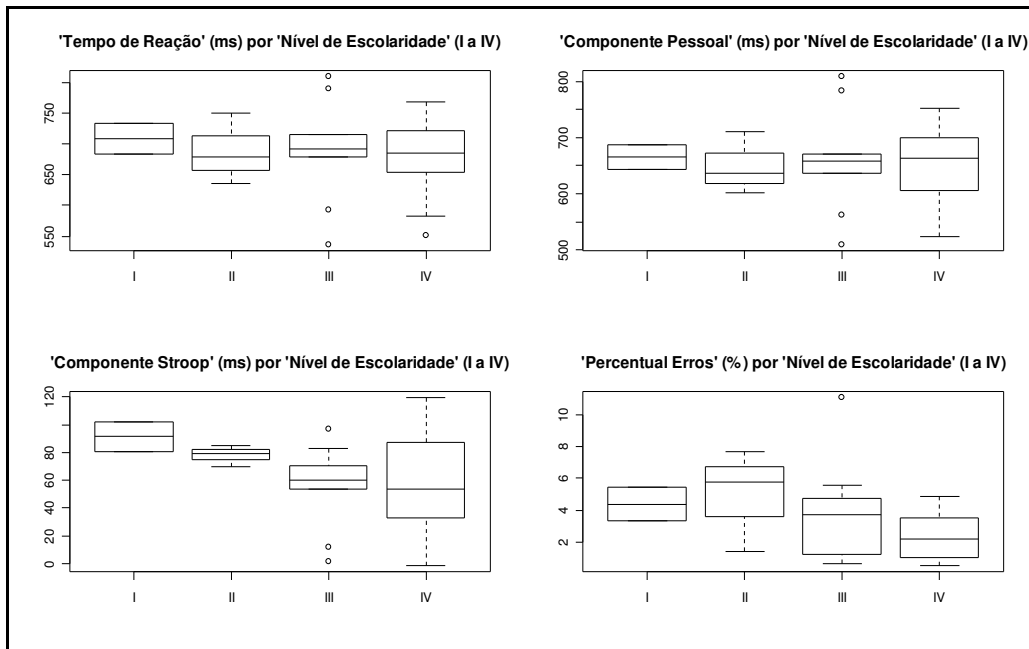 'Tempo de Reação' (ms) por 'Nível de Escolaridade' (I a IV)
750
650
550
I II III IV
'Componente Pessoal' (ms) por 'Nível de Escolaridade' (I a IV)
800
700
600
500
I II III IV
'Componente Stroop' (ms) por 'Nível de Escolaridade' (I a IV)
120
80
60
40
20
0
I II III IV
'Percentual Erros' (%) por 'Nível de Escolaridade' (I a IV)
10
8
6
4
2
I II III IV